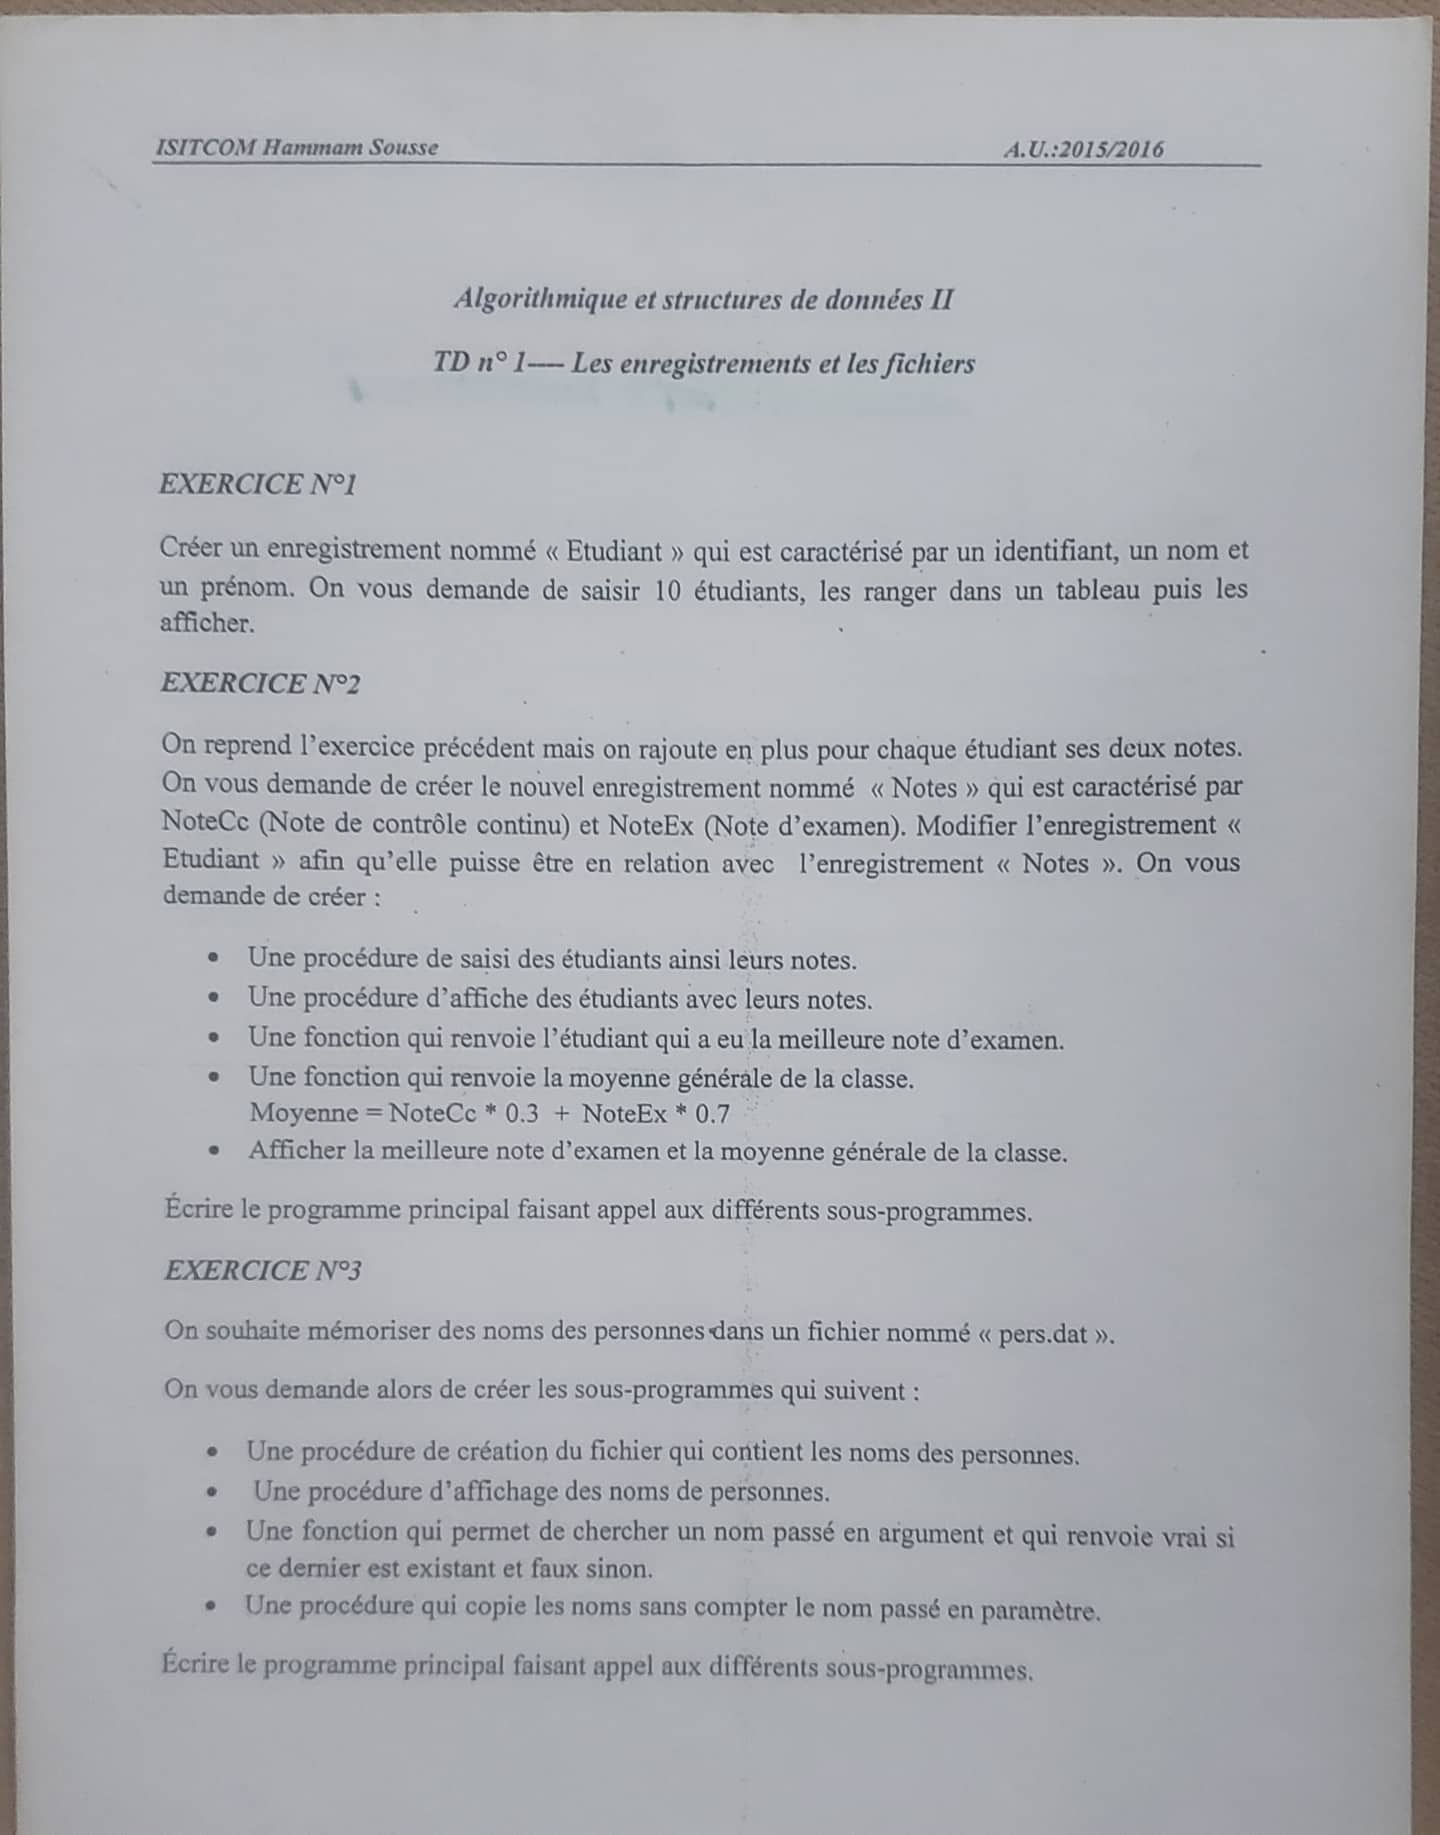 ISITCOM Hammam Sousse A.U.:2015/2016
Algorithmique et structures de données II
TD n° 1---- Les enregistrements et les fichiers
EXERCICE N°1
Créer un enregistrement nommé « Etudiant » qui est caractérisé par un identifiant, un nom et
un prénom. On vous demande de saisir 10 étudiants, les ranger dans un tableau puis les
afficher.
EXERCICE N°2
On reprend l'exercice précédent mais on rajoute en plus pour chaque étudiant ses deux notes.
On vous demande de créer le nouvel enregistrement nommé « Notes » qui est caractérisé par
NoteCc (Note de contrôle continu) et NoteEx (Note d'examen). Modifier l'enregistrement «
Etudiant » afin qu'elle puisse être en relation avec l'enregistrement « Notes ». On vous
demande de créer :
• Une procédure de saisi des étudiants ainsi leurs notes.
• Une procédure d'affiche des étudiants avec leurs notes.
• Une fonction qui renvoie l'étudiant qui a eu la meilleure note d'examen.
• Une fonction qui renvoie la moyenne générale de la classe.
Moyenne = NoteCc * 0.3 + NoteEx * 0.7
• Afficher la meilleure note d'examen et la moyenne générale de la classe.
Écrire le programme principal faisant appel aux différents sous-programmes.
EXERCICE N°3
On souhaite mémoriser des noms des personnes dans un fichier nommé « pers.dat ».
On vous demande alors de créer les sous-programmes qui suivent :
• Une procédure de création du fichier qui contient les noms des personnes.
• Une procédure d'affichage des noms de personnes.
• Une fonction qui permet de chercher un nom passé en argument et qui renvoie vrai si
ce dernier est existant et faux sinon.
• Une procédure qui copie les noms sans compter le nom passé en paramètre.
Écrire le programme principal faisant appel aux différents sous-programmes.